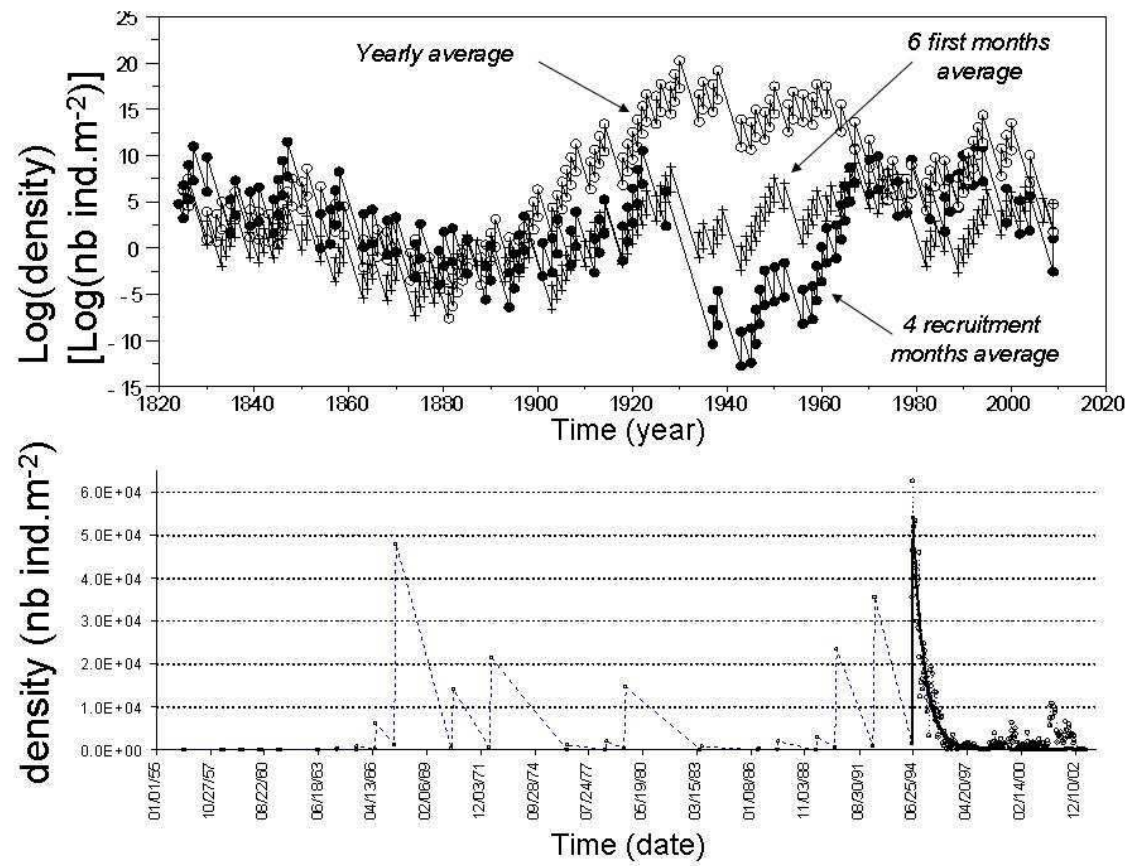 25
20
15
10
5
0
-5
-10
-15
Log(density)
[Log(nb ind.m-2)]
Yearly average
6 first months
average
4 recruitment
months average
1820 1840 1860 1880 1900 1920 1940 1960 1980 2000 2020
Time (year)
density (nb ind.m-2)
6.0E+04
5.0E+04
4.0E+04
3.0E+04
2.0E+04
1.0E+04
0.0E+00
01/01/55
10/27/57
08/22/60
06/18/63
04/13/66
02/06/69
12/03/71
09/28/74
07/24/77
05/19/80
03/15/83
01/08/86
11/03/88
08/30/91
06/25/94
04/20/97
02/14/00
12/10/02
Time (date)